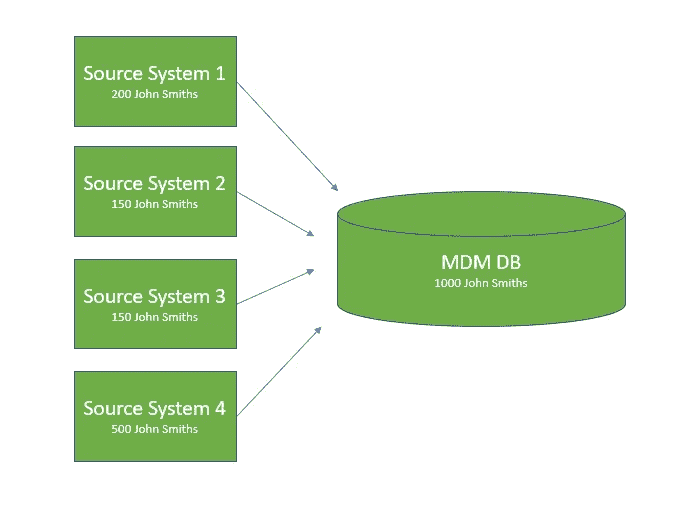 Source System 1
200 John Smiths
Source System 2
150 John Smiths
Source System 3
150 John Smiths
Source System 4
500 John Smiths
MDM DB
1000 John Smiths